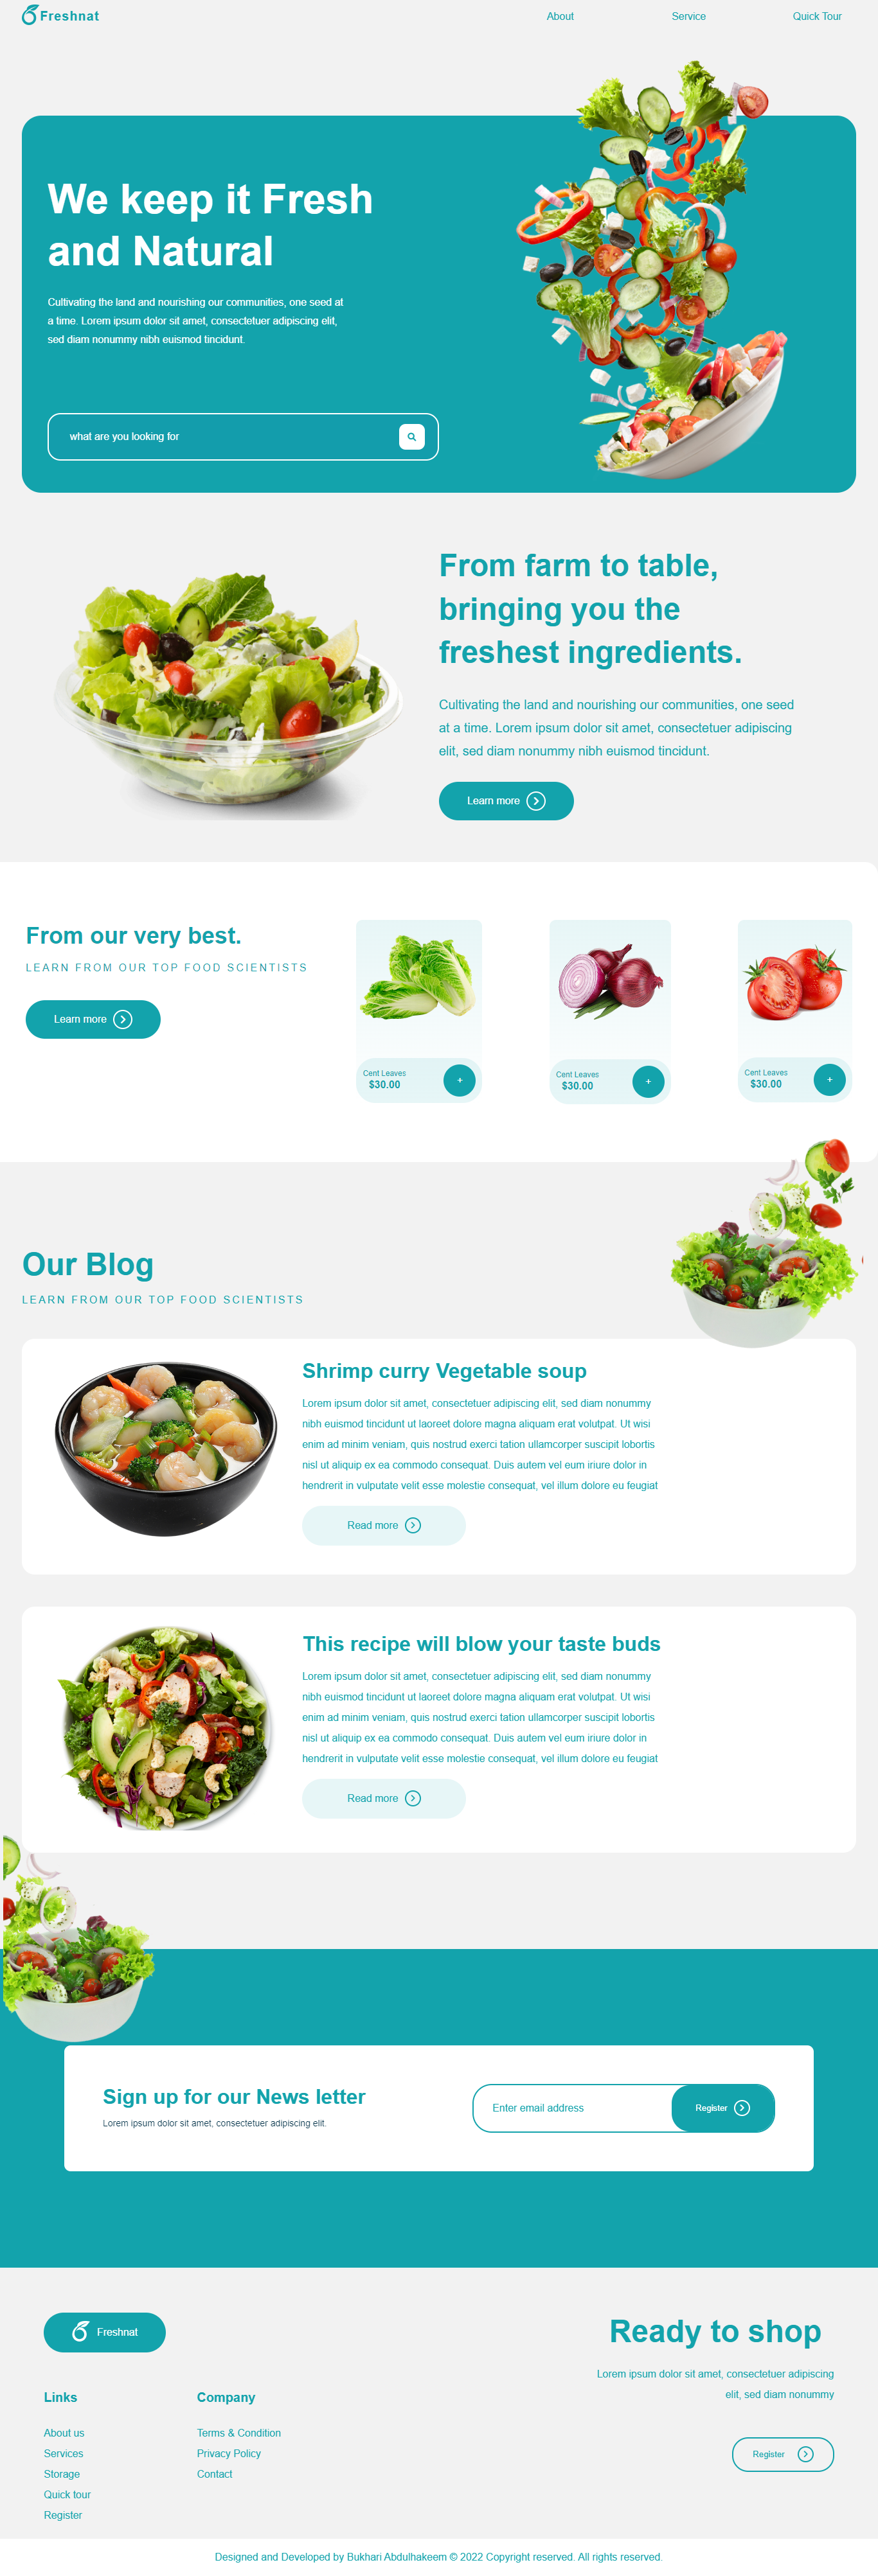 Freshnat
About
Service
Quick Tour
We keep it Fresh
and Natural
Cultivating the land and nourishing our communities, one seed at
a time. Lorem ipsum dolor sit amet, consectetuer adipiscing elit,
sed diam nonummy nibh euismod tincidunt.
what are you looking for
From farm to table,
bringing you the
freshest ingredients.
Cultivating the land and nourishing our communities, one seed
at a time. Lorem ipsum dolor sit amet, consectetuer adipiscing
elit, sed diam nonummy nibh euismod tincidunt.
Learn more
From our very best.
LEARN FROM OUR TOP FOOD SCIENTISTS
Learn more
Cent Leaves
$30.00
+
Cent Leaves
$30.00
+
Cent Leaves
$30.00
+
Our Blog
LEARN FROM OUR TOP FOOD SCIENTISTS
Shrimp curry Vegetable soup
Lorem ipsum dolor sit amet, consectetuer adipiscing elit, sed diam nonummy
nibh euismod tincidunt ut laoreet dolore magna aliquam erat volutpat. Ut wisi
enim ad minim veniam, quis nostrud exerci tation ullamcorper suscipit lobortis
nisl ut aliquip ex ea commodo consequat. Duis autem vel eum iriure dolor in
hendrerit in vulputate velit esse molestie consequat, vel illum dolore eu feugiat
Read more
This recipe will blow your taste buds
Lorem ipsum dolor sit amet, consectetuer adipiscing elit, sed diam nonummy
nibh euismod tincidunt ut laoreet dolore magna aliquam erat volutpat. Ut wisi
enim ad minim veniam, quis nostrud exerci tation ullamcorper suscipit lobortis
nisl ut aliquip ex ea commodo consequat. Duis autem vel eum iriure dolor in
hendrerit in vulputate velit esse molestie consequat, vel illum dolore eu feugiat
Read more
Sign up for our News letter
Lorem ipsum dolor sit amet, consectetuer adipiscing elit.
Enter email address
Register
Freshnat
Links
About us
Services
Storage
Quick tour
Register
Company
Terms & Condition
Privacy Policy
Contact
Ready to shop
Lorem ipsum dolor sit amet, consectetuer adipiscing
elit, sed diam nonummy
Register
Designed and Developed by Bukhari Abdulhakeem © 2022 Copyright reserved. All rights reserved.